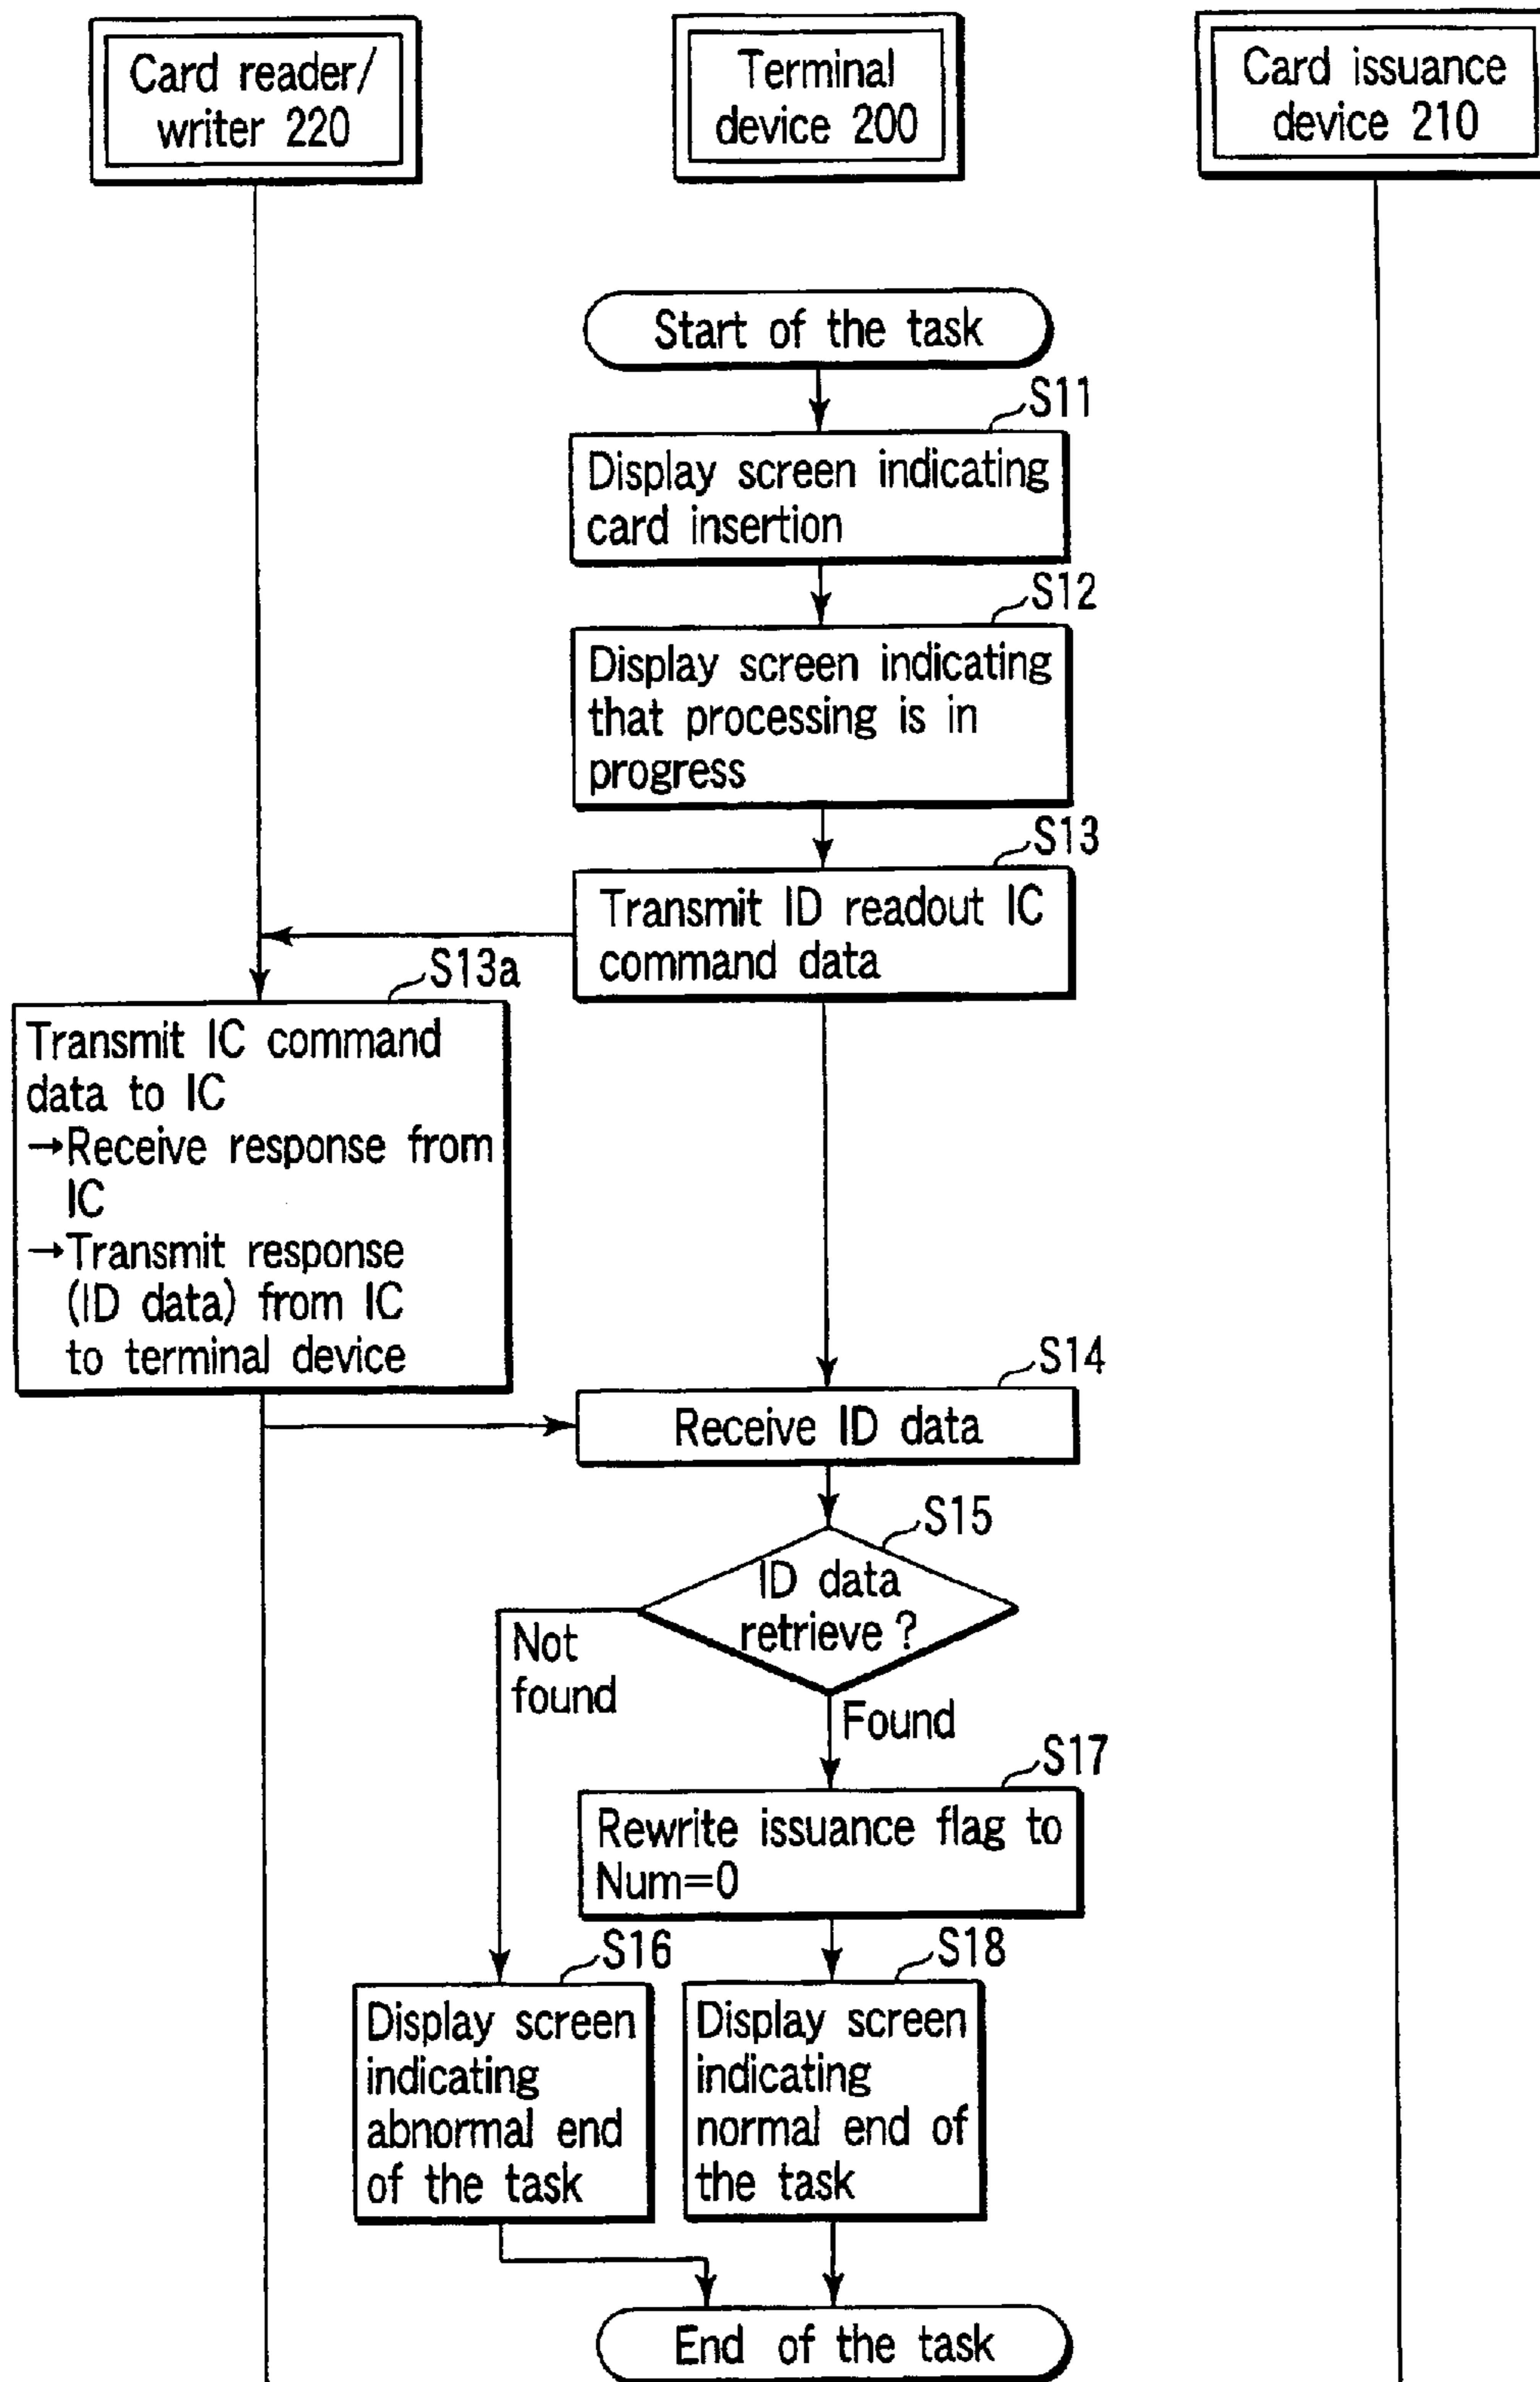 Card reader/
writer 220
Terminal
device 200
Card issuance
device 210
Start of the task
S11
Display screen indicating
card insertion
S12
Display screen indicating
that processing is in
progress
S13
Transmit ID readout IC
command data
S13a
Transmit IC command
data to IC
→Receive response from
IC
→Transmit response
(ID data) from IC
to terminal device
S14
Receive ID data
S15
ID data
retrieve?
Not
found
Found
S17
Rewrite issuance flag to
Num=0
S16
Display screen
indicating
abnormal end
of the task
S18
Display screen
indicating
normal end of
the task
End of the task